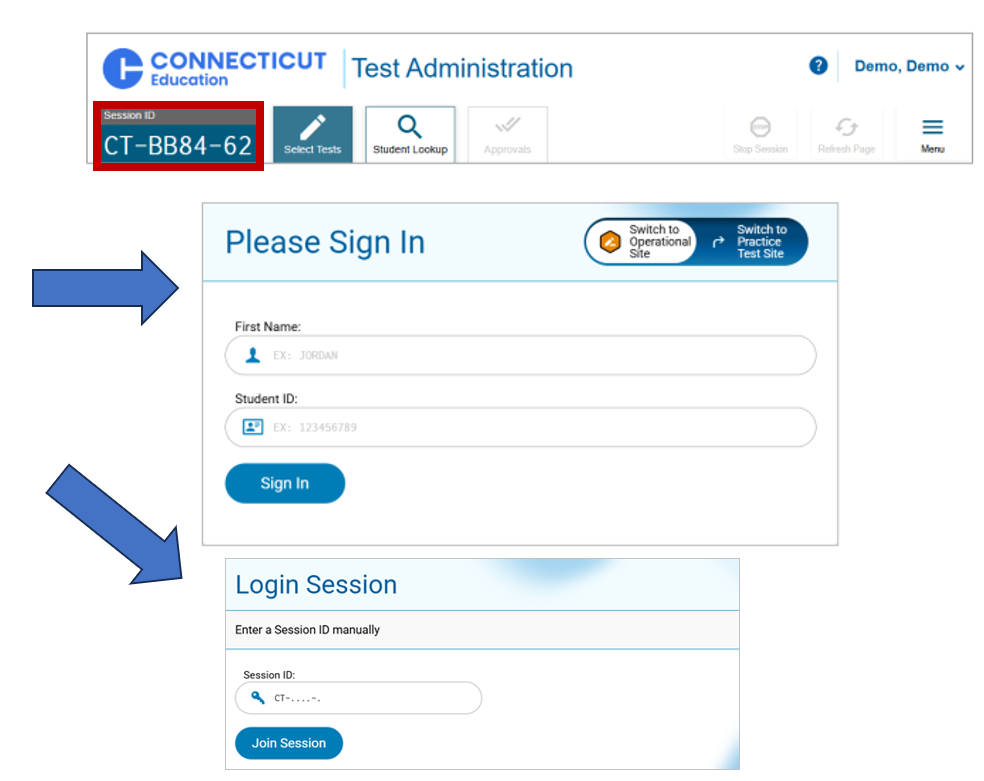 CONNECTICUT
Education
Test Administration
?
Demo, Demo
Session ID
CT-BB84-62
Select Tests
Student Lookup
Approvals
STOP
Stop Session
Refresh Page
Menu
Please Sign In
Switch to
Operational
Site
Switch to
Practice
Test Site
First Name:
EX: JORDAN
Student ID:
EX: 123456789
Sign In
Login Session
Enter a Session ID manually
Session ID:
CT-....-.
Join Session